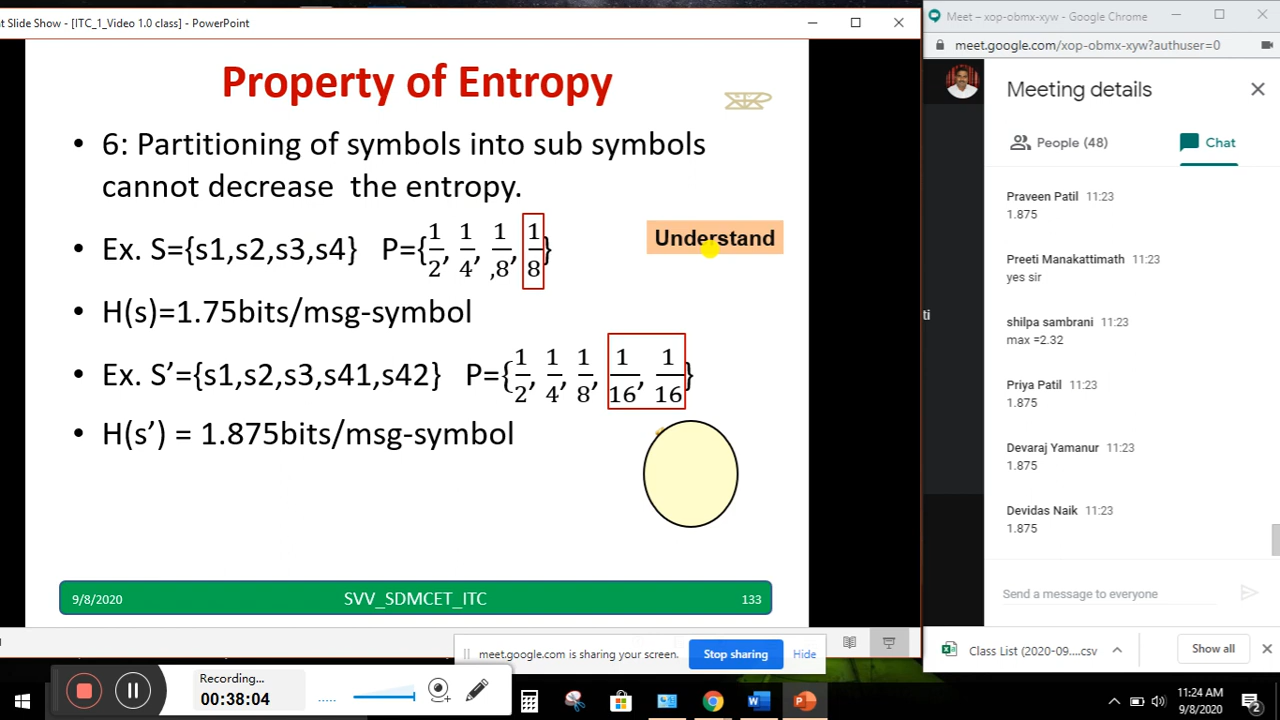 t Slide Show - [ITC_1_Video 1.0 class] - PowerPoint
Property of Entropy
• 6: Partitioning of symbols into sub symbols
cannot decrease the entropy.
• Ex. S={s1,s2,s3,s4} P={1/2, 1/4, 1/,8, 1/8}
Understand
• H(s)=1.75bits/msg-symbol
• Ex. S’={s1,s2,s3,s41,s42} P={1/2, 1/4, 1/8, 1/16, 1/16}
• H(s’) = 1.875bits/msg-symbol
9/8/2020 SVV_SDMCET_ITC 133
meet.google.com is sharing your screen. Stop sharing Hide
Recording...
00:38:04
Meet – xop-obmx-xyw - Google Chrome
meet.google.com/xop-obmx-xyw?authuser=0
ti
Meeting details
People (48) Chat
Praveen Patil 11:23
1.875
Preeti Manakattimath 11:23
yes sir
shilpa sambrani 11:23
max =2.32
Priya Patil 11:23
1.875
Devaraj Yamanur 11:23
1.875
Devidas Naik 11:23
1.875
Send a message to everyone
Class List (2020-09....csv Show all
11:24 AM
9/8/2020
2